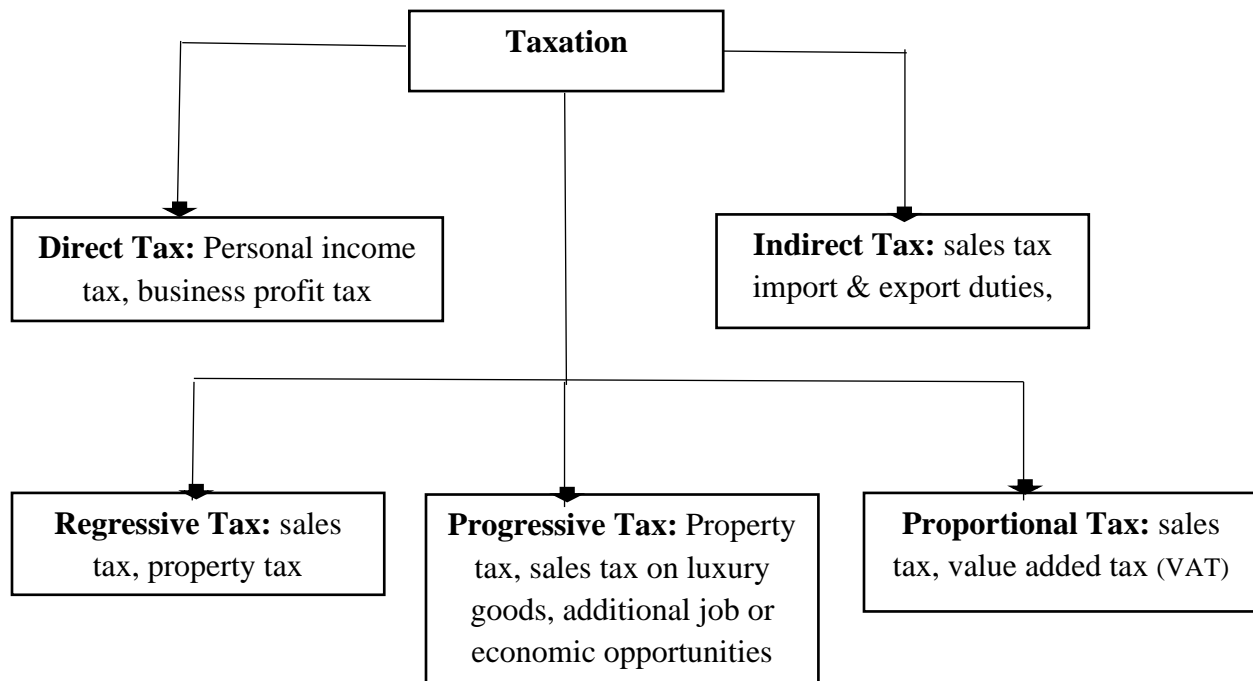 Taxation
Direct Tax: Personal income
tax, business profit tax
Indirect Tax: sales tax
import & export duties,
Regressive Tax: sales
tax, property tax
Progressive Tax: Property
tax, sales tax on luxury
goods, additional job or
economic opportunities
Proportional Tax: sales
tax, value added tax (VAT)